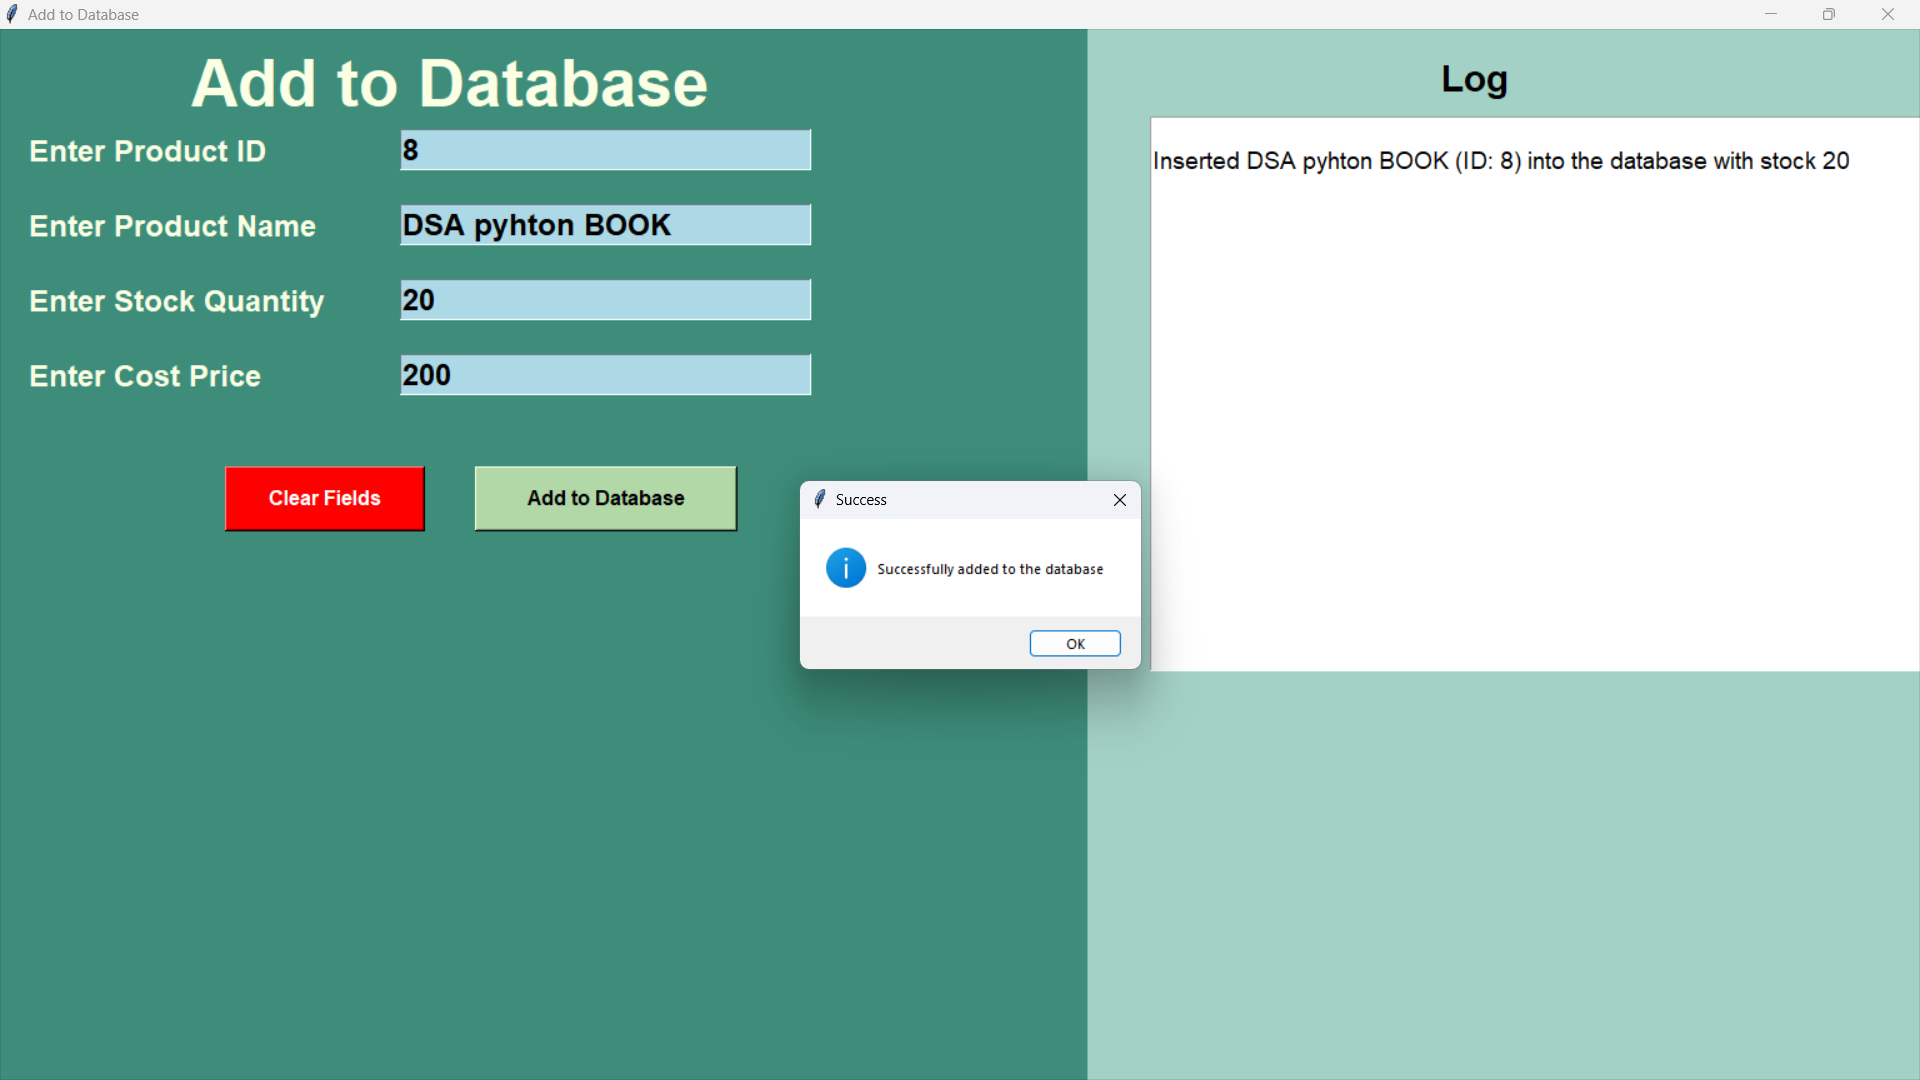 Add to Database
Add to Database
Enter Product ID
8
Enter Product Name
DSA pyhton BOOK
Enter Stock Quantity
20
Enter Cost Price
200
Clear Fields
Add to Database
Log
Inserted DSA pyhton BOOK (ID: 8) into the database with stock 20
Success
Successfully added to the database
OK